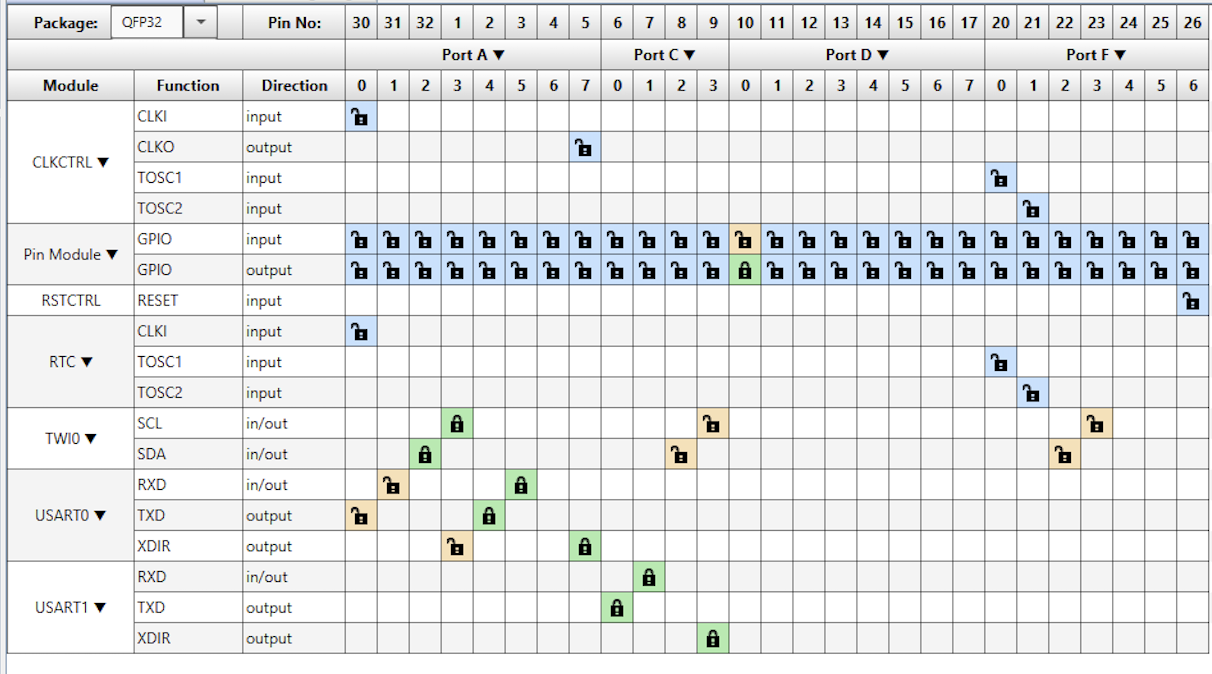 Package: QFP32 Pin No: 30 31 32 1 2 3 4 5 6 7 8 9 10 11 12 13 14 15 16 17 20 21 22 23 24 25 26
Port A ▼ Port C ▼ Port D ▼ Port F ▼
Module Function Direction 0 1 2 3 4 5 6 7 0 1 2 3 0 1 2 3 4 5 6 7 0 1 2 3 4 5 6
CLKCTRL ▼
CLKI input
CLKO output
TOSC1 input
TOSC2 input
Pin Module ▼
GPIO input
GPIO output
RSTCTRL RESET input
RTC ▼
CLKI input
TOSC1 input
TOSC2 input
TWI0 ▼
SCL in/out
SDA in/out
USART0 ▼
RXD in/out
TXD output
XDIR output
USART1 ▼
RXD in/out
TXD output
XDIR output